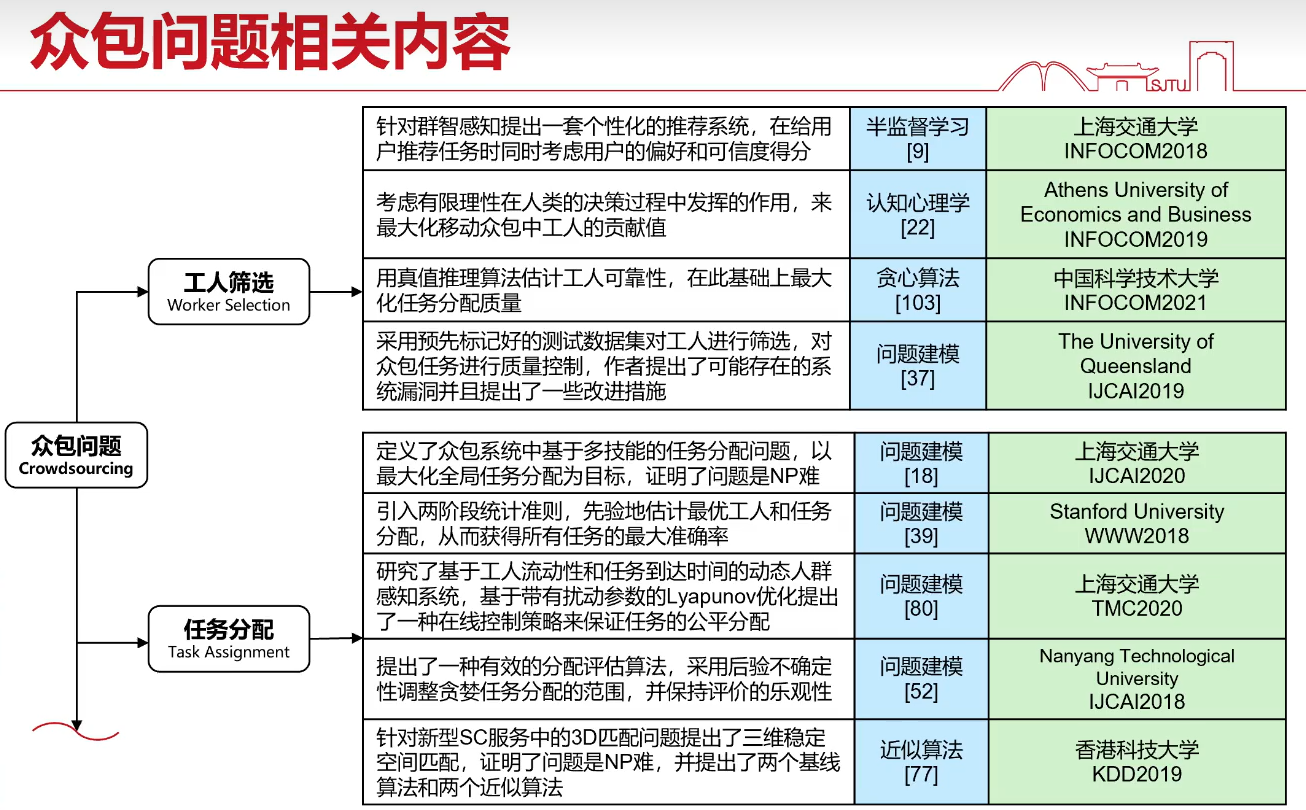 众包问题相关内容
SJTU
针对群智感知提出一套个性化的推荐系统，在给用
户推荐任务时同时考虑用户的偏好和可信度得分
半监督学习
[9]
上海交通大学
INFOCOM2018
考虑有限理性在人类的决策过程中发挥的作用，来
最大化移动众包中工人的贡献值
认知心理学
[22]
Athens University of
Economics and Business
INFOCOM2019
工人筛选
Worker Selection
用真值推理算法估计工人可靠性，在此基础上最大
化任务分配质量
贪心算法
[103]
中国科学技术大学
INFOCOM2021
采用预先标记好的测试数据集对工人进行筛选，对
众包任务进行质量控制，作者提出了可能存在的系
统漏洞并且提出了一些改进措施
问题建模
[37]
The University of
Queensland
IJCAI2019
众包问题
Crowdsourcing
定义了众包系统中基于多技能的任务分配问题，以
最大化全局任务分配为目标，证明了问题是NP难
问题建模
[18]
上海交通大学
IJCAI2020
引入两阶段统计准则，先验地估计最优工人和任务
分配，从而获得所有任务的最大准确率
问题建模
[39]
Stanford University
WWW2018
任务分配
Task Assignment
研究了基于工人流动性和任务到达时间的动态人群
感知系统，基于带有扰动参数的Lyapunov优化提出
了一种在线控制策略来保证任务的公平分配
问题建模
[80]
上海交通大学
TMC2020
提出了一种有效的分配评估算法，采用后验不确定
性调整贪婪任务分配的范围，并保持评价的乐观性
问题建模
[52]
Nanyang Technological
University
IJCAI2018
针对新型SC服务中的3D匹配问题提出了三维稳定
空间匹配，证明了问题是NP难，并提出了两个基线
算法和两个近似算法
近似算法
[77]
香港科技大学
KDD2019